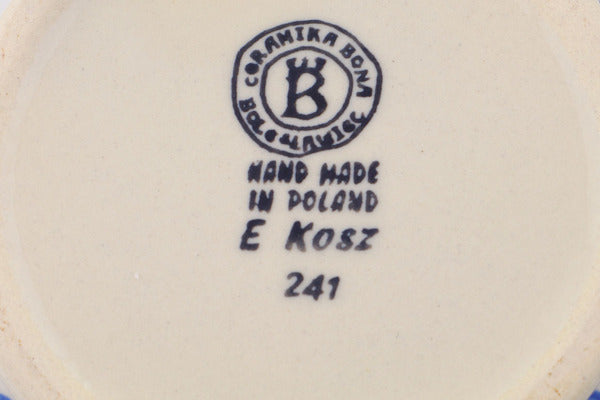 CERAMIKA BONA
B
BOLESŁAWIEC
HAND MADE
IN POLAND
E Kosz
241